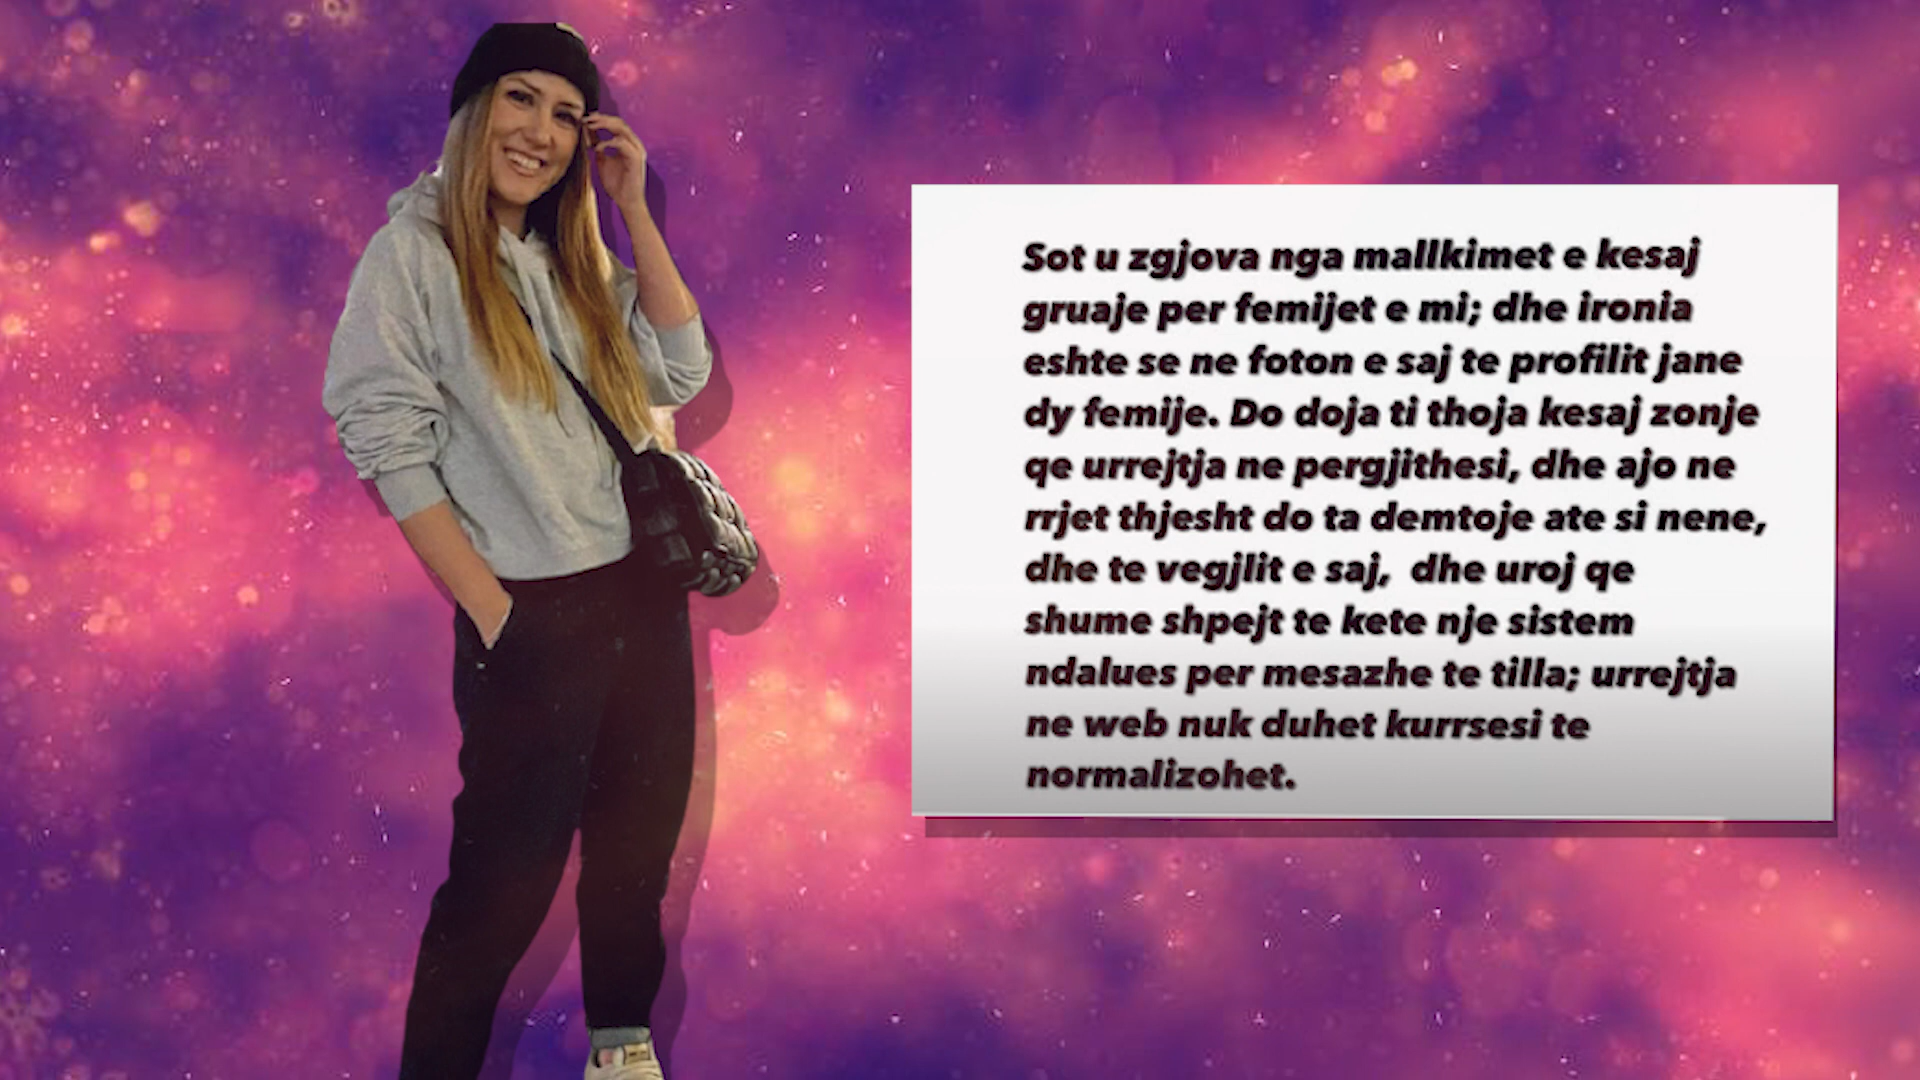 Sot u zgjova nga mallkimet e kesaj
gruaje per femijet e mi; dhe ironia
eshte se ne foton e saj te profilit jane
dy femije. Do doja ti thoja kesaj zonje
qe urrejtja ne pergjithesi, dhe ajo ne
rrjet thjesht do ta demtoje ate si nene,
dhe te vegjlit e saj, dhe uroj qe
shume shpejt te kete nje sistem
ndalues per mesazhe te tilla; urrejtja
ne web nuk duhet kurrsesi te
normalizohet.